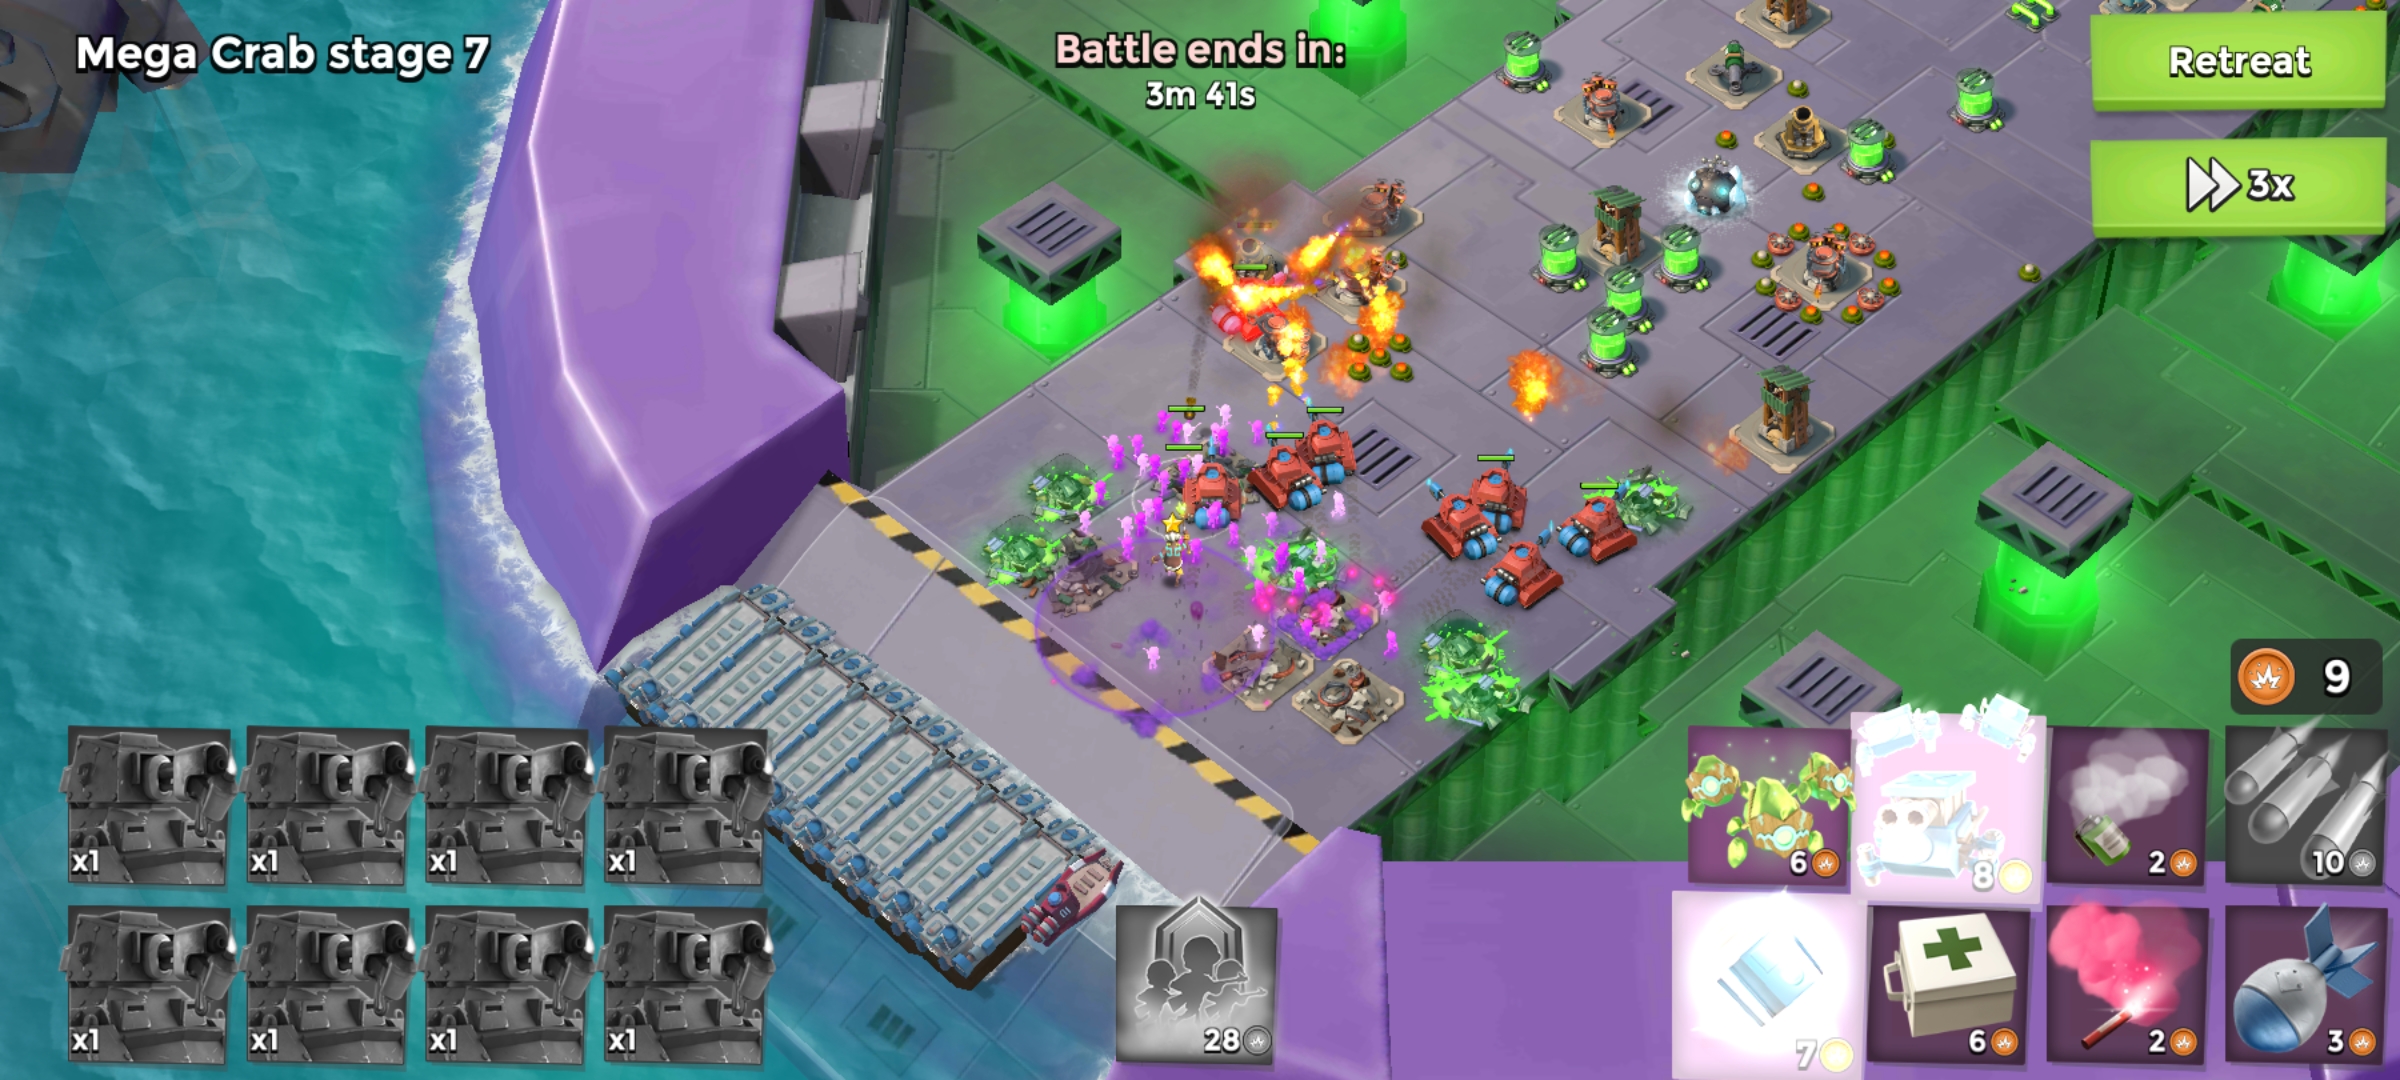 Mega Crab stage 7
Battle ends in:
3m 41s
Retreat
3x
9
x1
x1
x1
x1
6
8
2
10
x1
x1
x1
x1
28
7
6
2
3